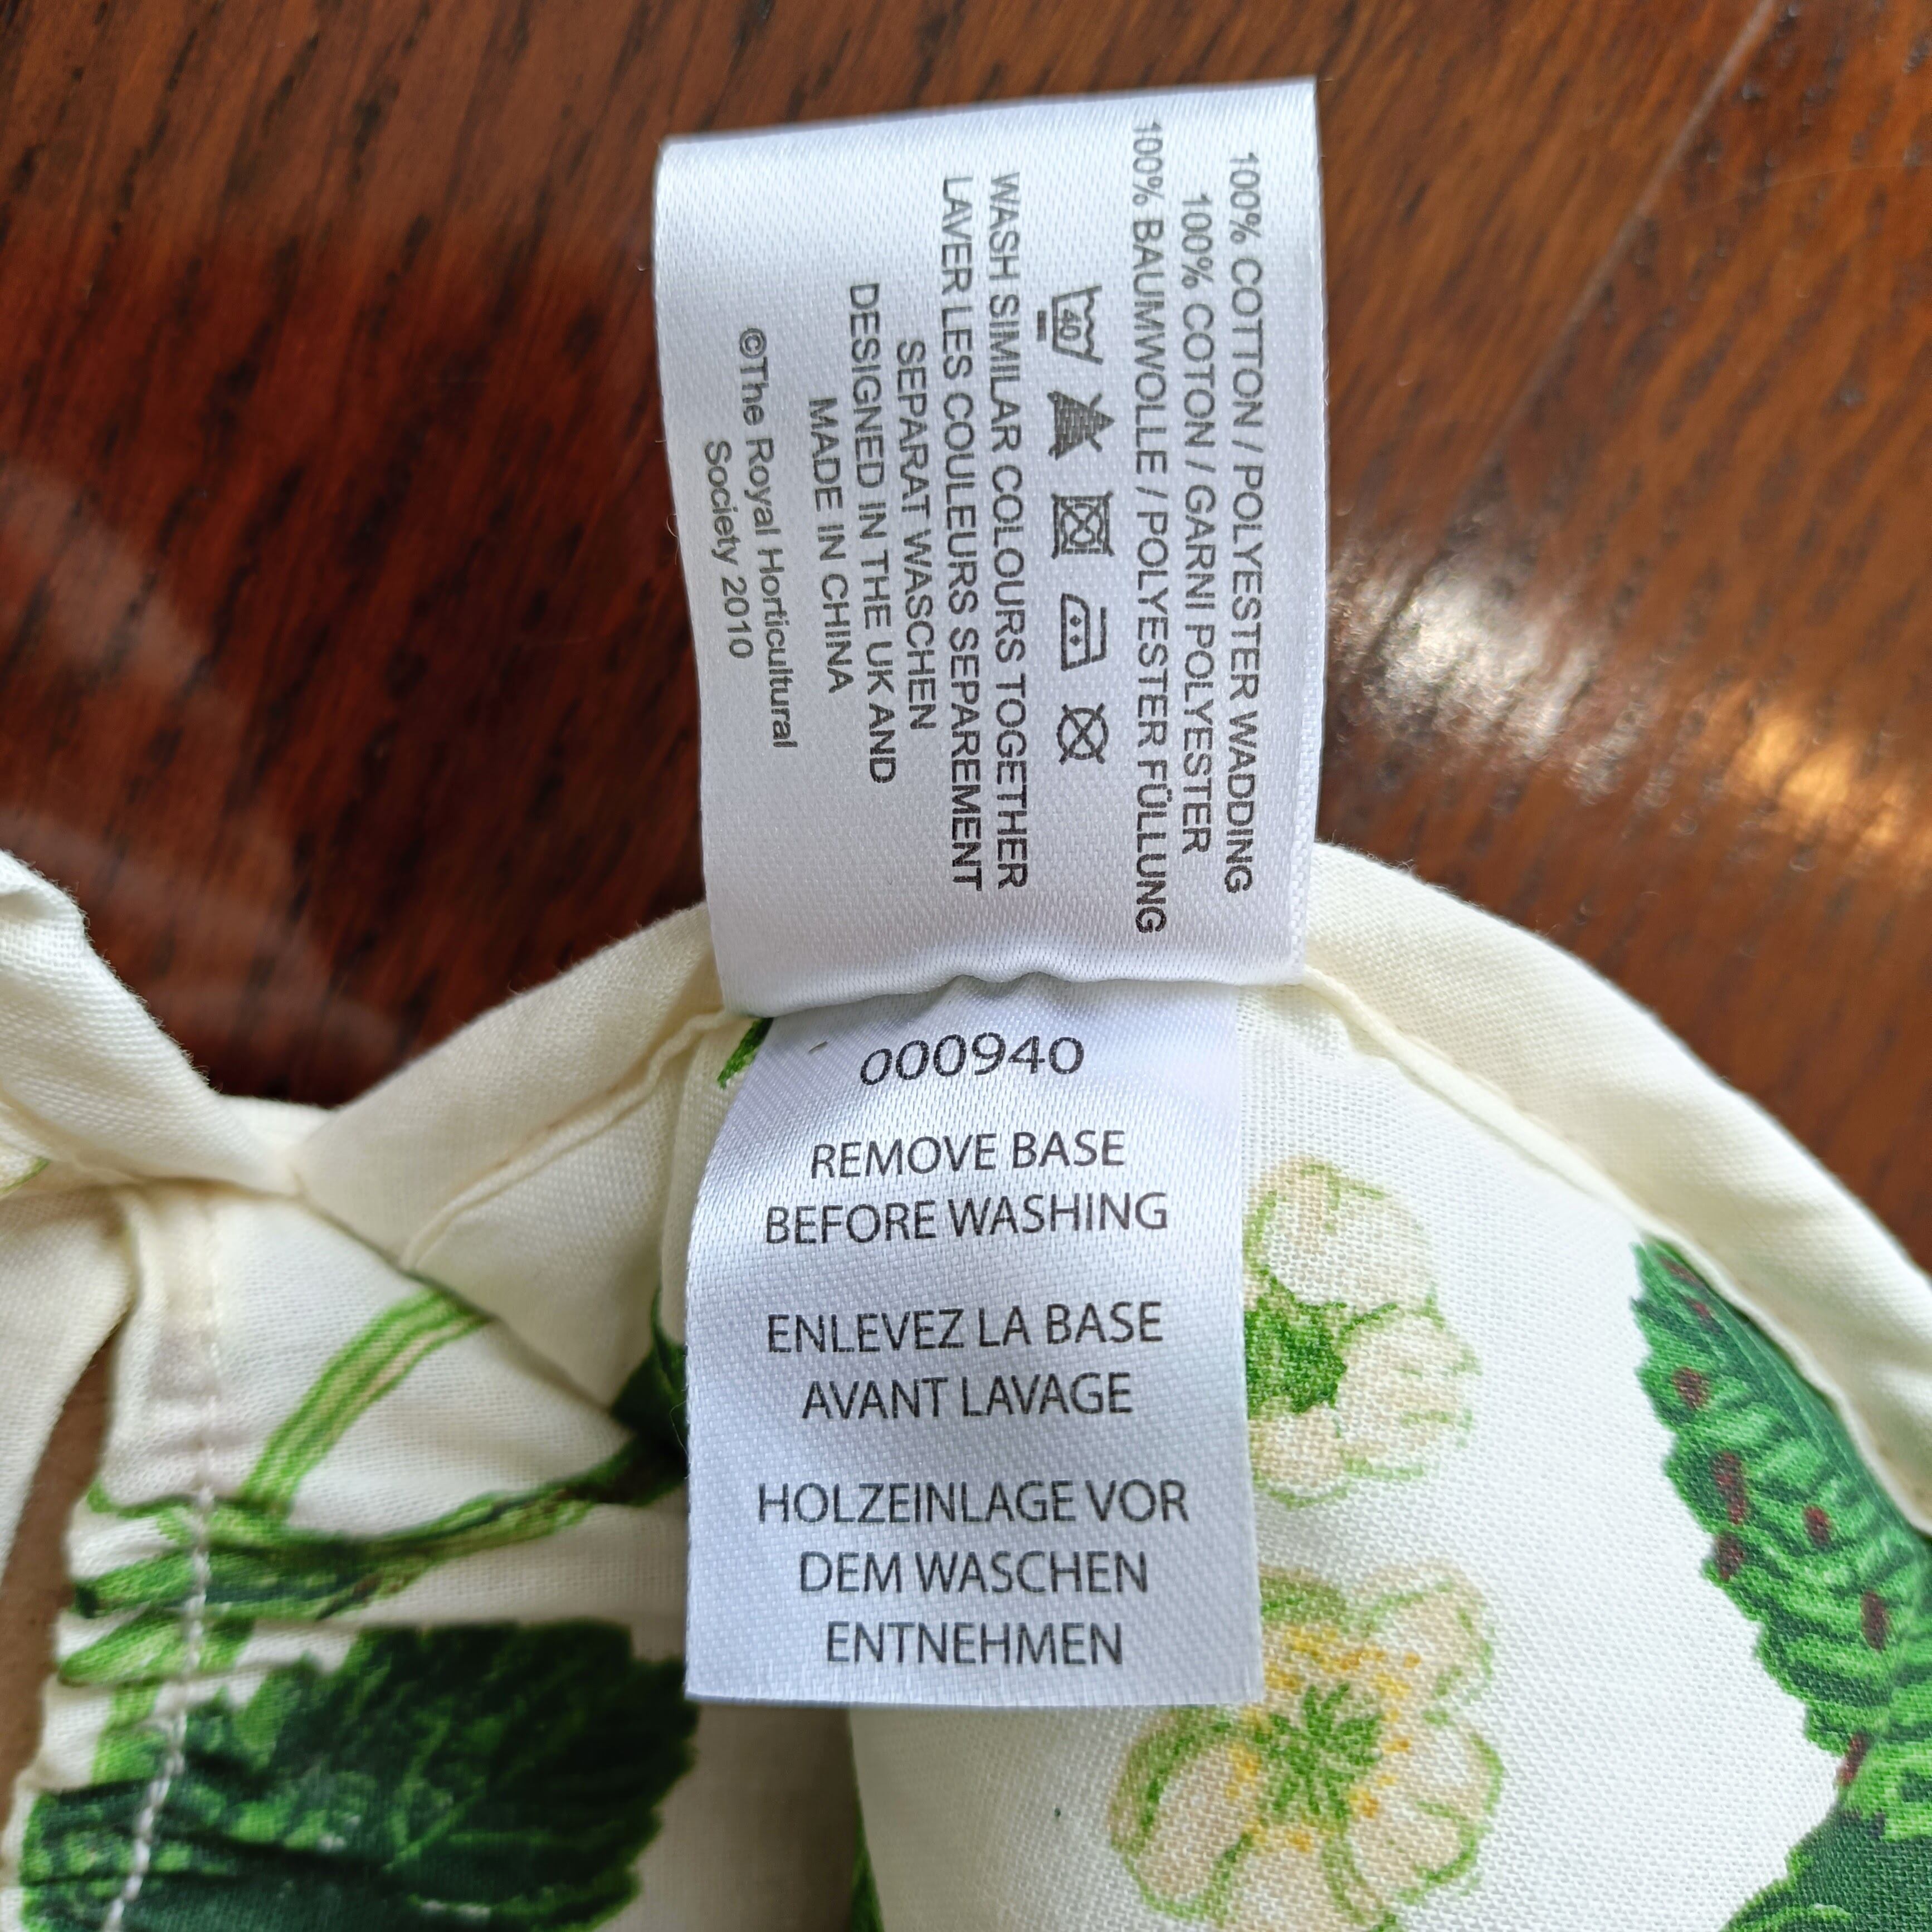 100% COTTON / POLYESTER WADDING
100% COTON / GARNI POLYESTER
100% BAUMWOLLE / POLYESTER FÜLLUNG
40
WASH SIMILAR COLOURS TOGETHER
LAVER LES COULEURS SEPAREMENT
SEPARAT WASCHEN
DESIGNED IN THE UK AND
MADE IN CHINA
©The Royal Horticultural
Society 2010
000940
REMOVE BASE
BEFORE WASHING
ENLEVEZ LA BASE
AVANT LAVAGE
HOLZEINLAGE VOR
DEM WASCHEN
ENTNEHMEN